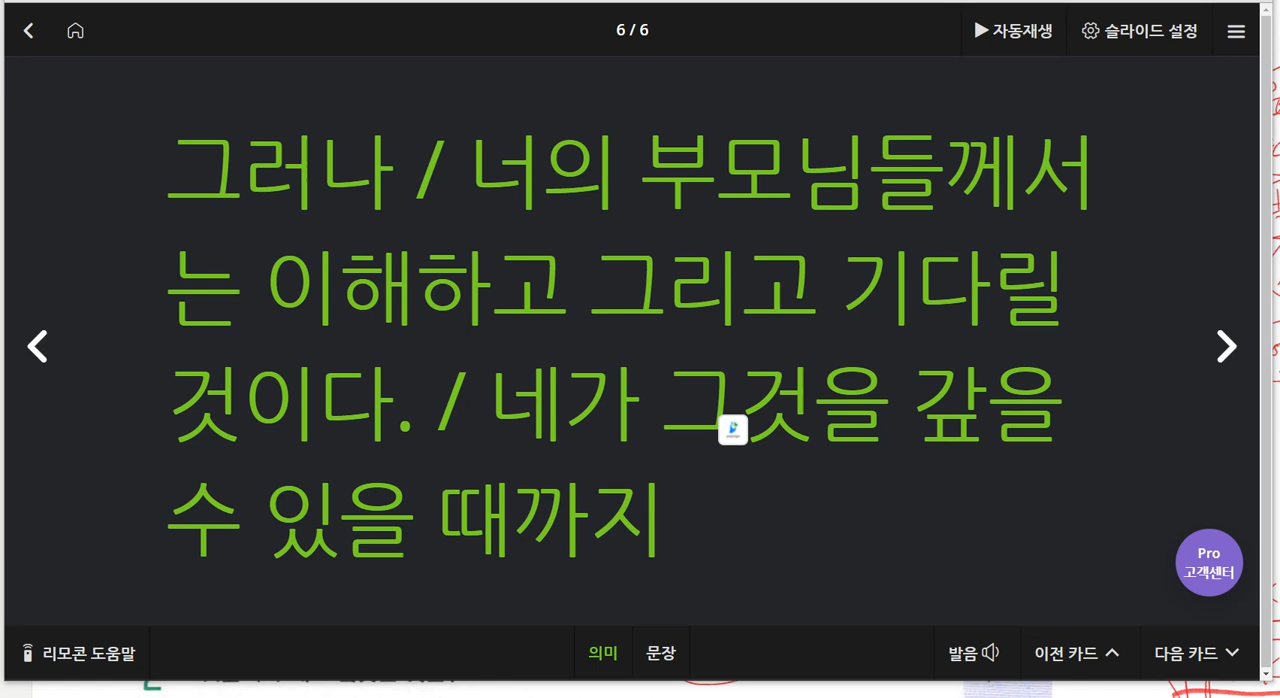 6 / 6
자동재생
슬라이드 설정
그러나 / 너의 부모님들께서
는 이해하고 그리고 기다릴
것이다. / 네가 그것을 갚을
수 있을 때까지
Pro
고객센터
리모콘 도움말
의미
문장
발음
이전 카드
다음 카드